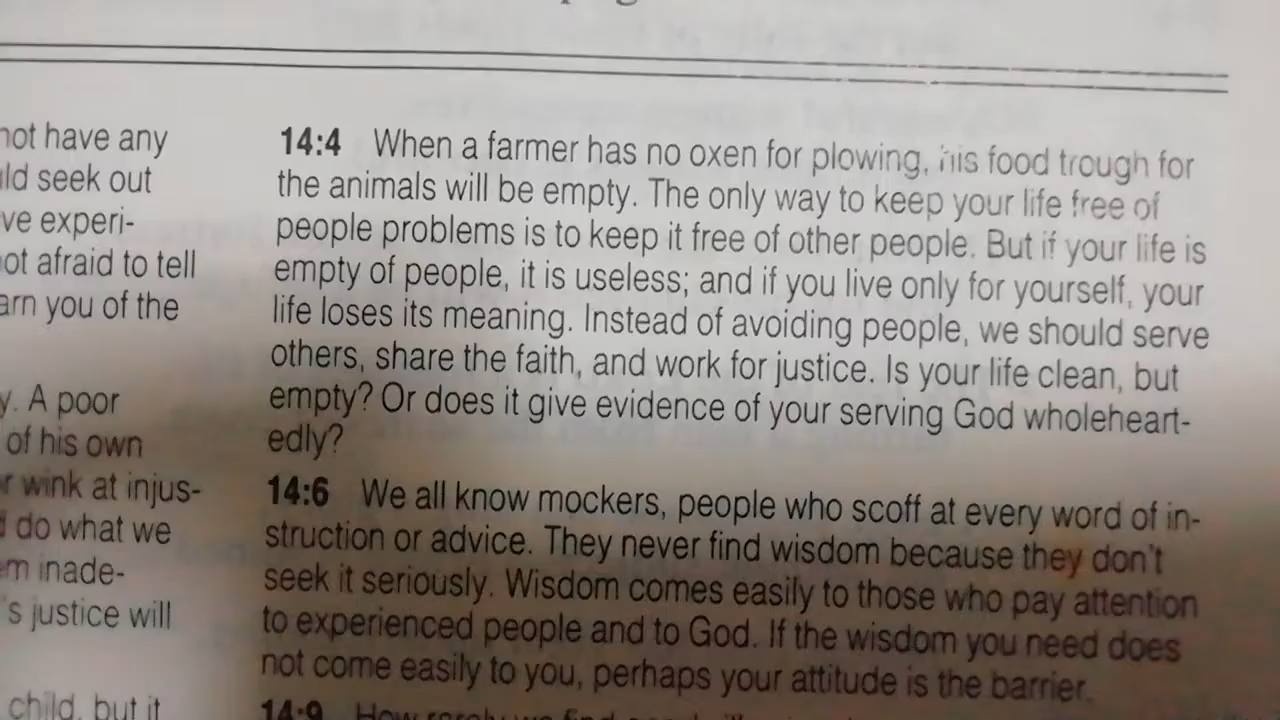 not have any
uld seek out
ve experi-
not afraid to tell
arn you of the
y. A poor
of his own
r wink at injus-
d do what we
m inade-
's justice will
child, but it
14:4 When a farmer has no oxen for plowing, his food trough for
the animals will be empty. The only way to keep your life free of
people problems is to keep it free of other people. But if your life is
empty of people, it is useless; and if you live only for yourself, your
life loses its meaning. Instead of avoiding people, we should serve
others, share the faith, and work for justice. Is your life clean, but
empty? Or does it give evidence of your serving God wholeheart-
edly?
14:6 We all know mockers, people who scoff at every word of in-
struction or advice. They never find wisdom because they don't
seek it seriously. Wisdom comes easily to those who pay attention
to experienced people and to God. If the wisdom you need does
not come easily to you, perhaps your attitude is the barrier.
14:9 How rarely we find